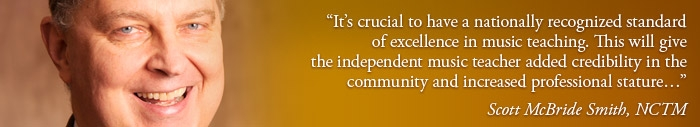 “It’s crucial to have a nationally recognized standard
of excellence in music teaching. This will give
the independent music teacher added credibility in the
community and increased professional stature…”
Scott McBride Smith, NCTM